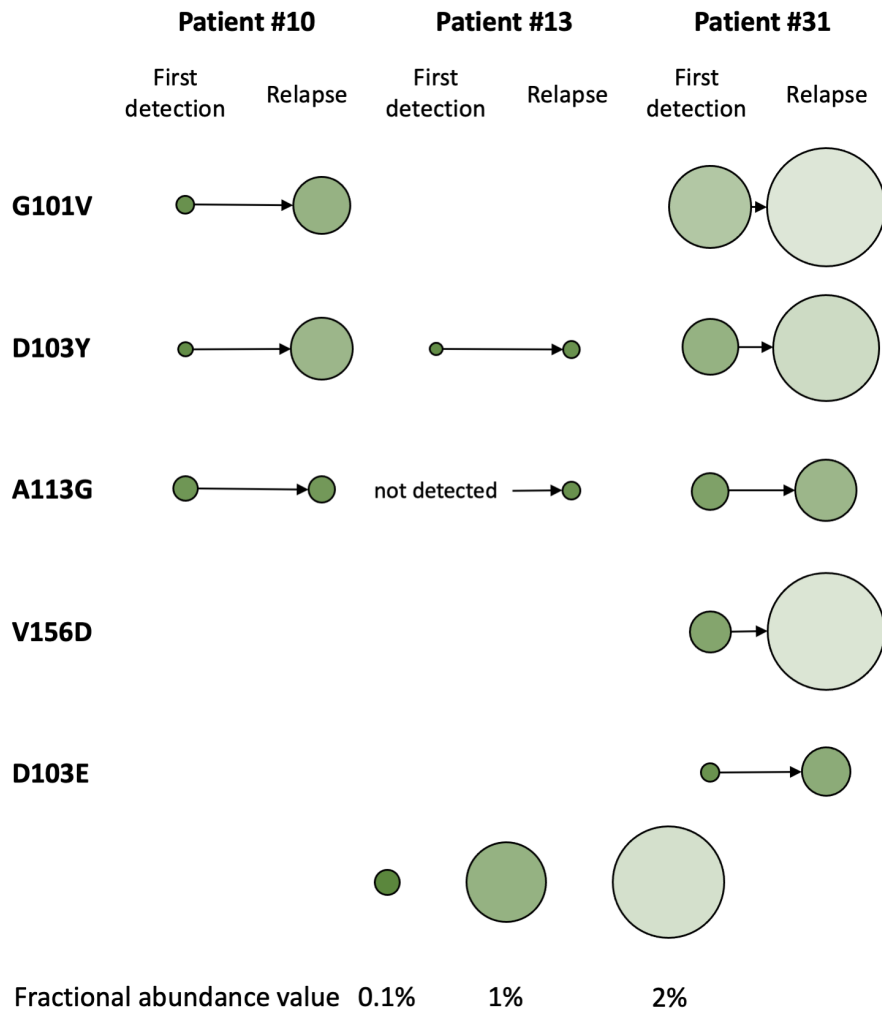 Patient #10 Patient #13 Patient #31
First detection Relapse First detection Relapse First detection Relapse
G101V
D103Y
A113G not detected
V156D
D103E
Fractional abundance value 0.1% 1% 2%